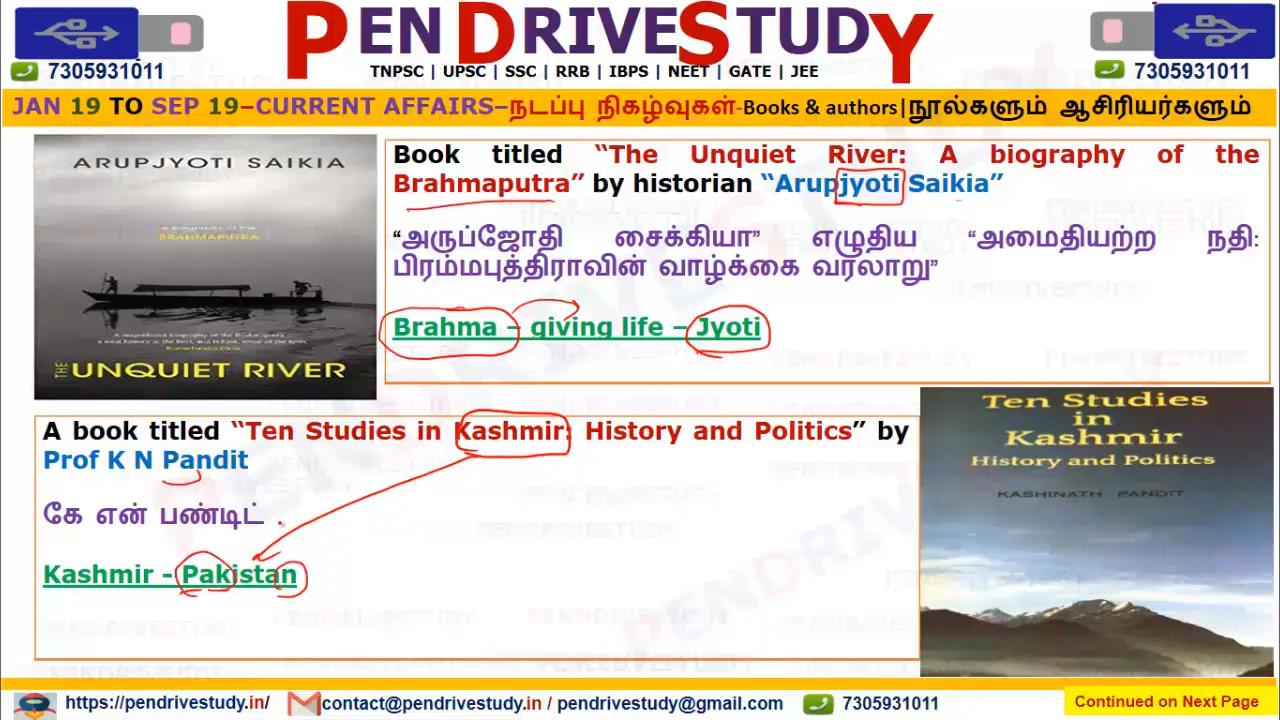 PENDRIVESTUDY
TNPSC | UPSC | SSC | RRB | IBPS | NEET | GATE | JEE
7305931011
7305931011
JAN 19 TO SEP 19–CURRENT AFFAIRS–நடப்பு நிகழ்வுகள்-Books & authors|நூல்களும் ஆசிரியர்களும்
ARUPJYOTI SAIKIA
a biography of the
BRAHMAPUTRA
THE UNQUIET RIVER
Book titled “The Unquiet River: A biography of the
Brahmaputra” by historian “Arupjyoti Saikia”
“அருப்ஜோதி சைக்கியா” எழுதிய “அமைதியற்ற நதி:
பிரம்மபுத்திராவின் வாழ்க்கை வரலாறு”
Brahma – giving life – Jyoti
A book titled “Ten Studies in Kashmir: History and Politics” by
Prof K N Pandit
கே என் பண்டிட்
Kashmir - Pakistan
Ten Studies
in
Kashmir
History and Politics
KASHINATH PANDIT
https://pendrivestudy.in/
contact@pendrivestudy.in / pendrivestudy@gmail.com
7305931011
Continued on Next Page